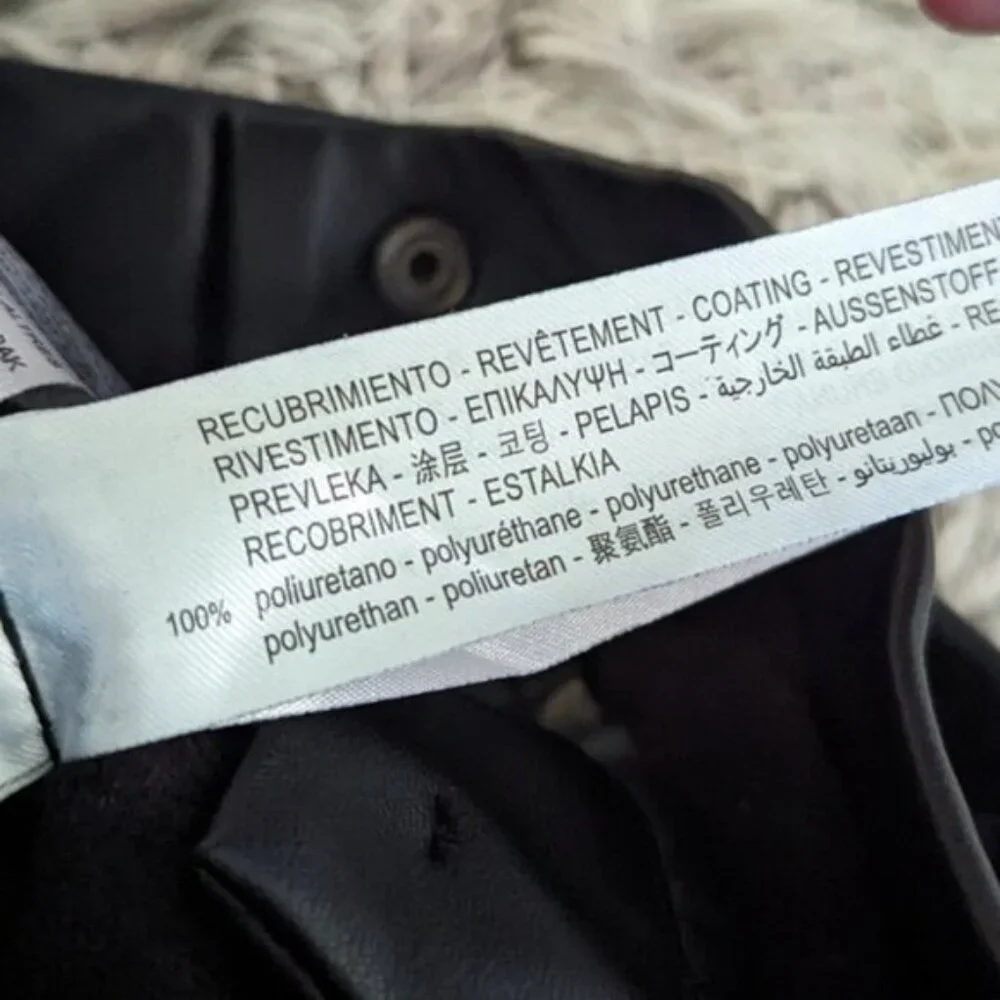 RECUBRIMIENTO - REVÊTEMENT - COATING - REVESTIMEN
RIVESTIMENTO - ΕΠΙΚΑΛΥΨΗ - コーティング - AUSSENSTOFF
PREVLEKA - 涂层 - 코팅 - PELAPIS - غطاء الطبقة الخارجية - RE
RECOBRIMENT - ESTALKIA
100% poliuretano - polyuréthane - polyurethane - polyuretaan - ΠΟΛΥ
polyurethan - poliuretan - 聚氨酯 - 폴리우레탄 - بوليوريثانو - po